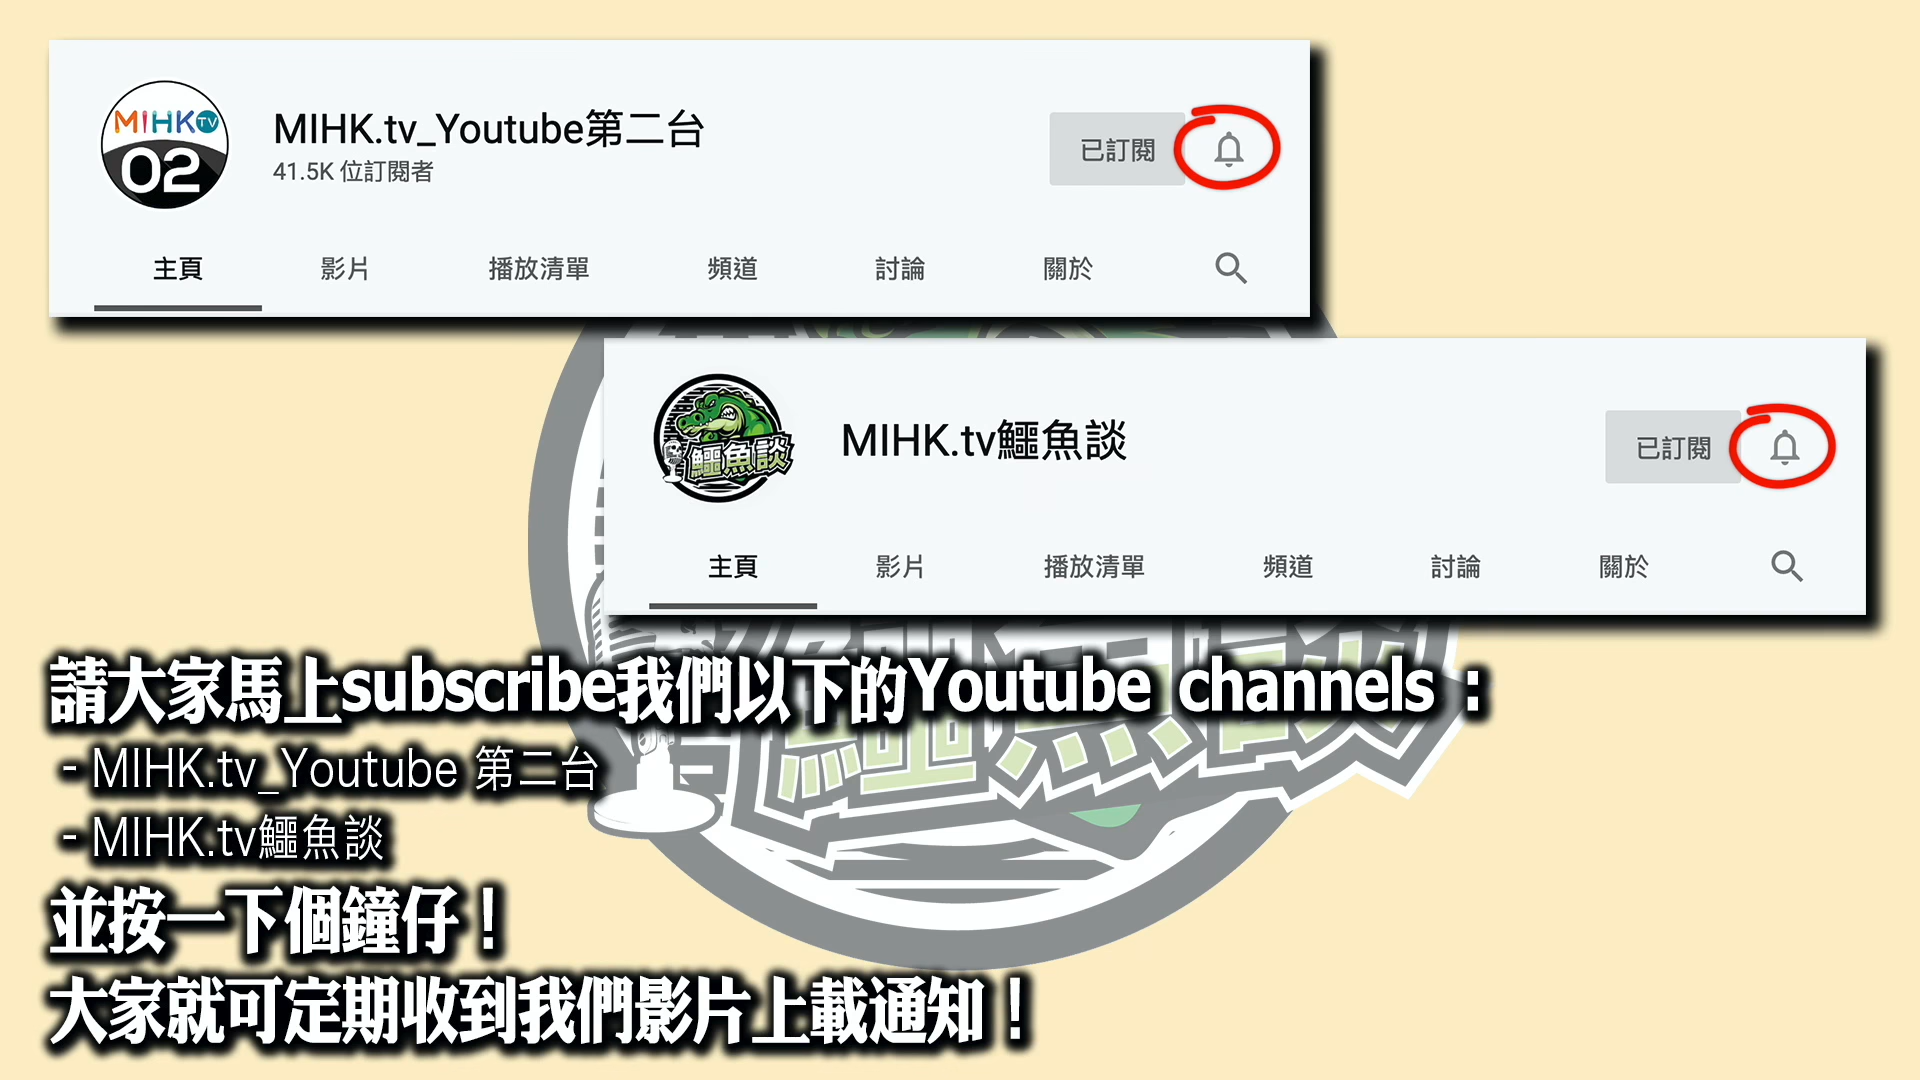 MIHK TV
02
MIHK.tv_Youtube第二台
41.5K 位訂閱者
已訂閱
主頁 影片 播放清單 頻道 討論 關於
鱷魚談
MIHK.tv鱷魚談
已訂閱
主頁 影片 播放清單 頻道 討論 關於
鱷魚談
請大家馬上subscribe我們以下的Youtube channels：
- MIHK.tv_Youtube 第二台
- MIHK.tv鱷魚談
並按一下個鐘仔！
大家就可定期收到我們影片上載通知！